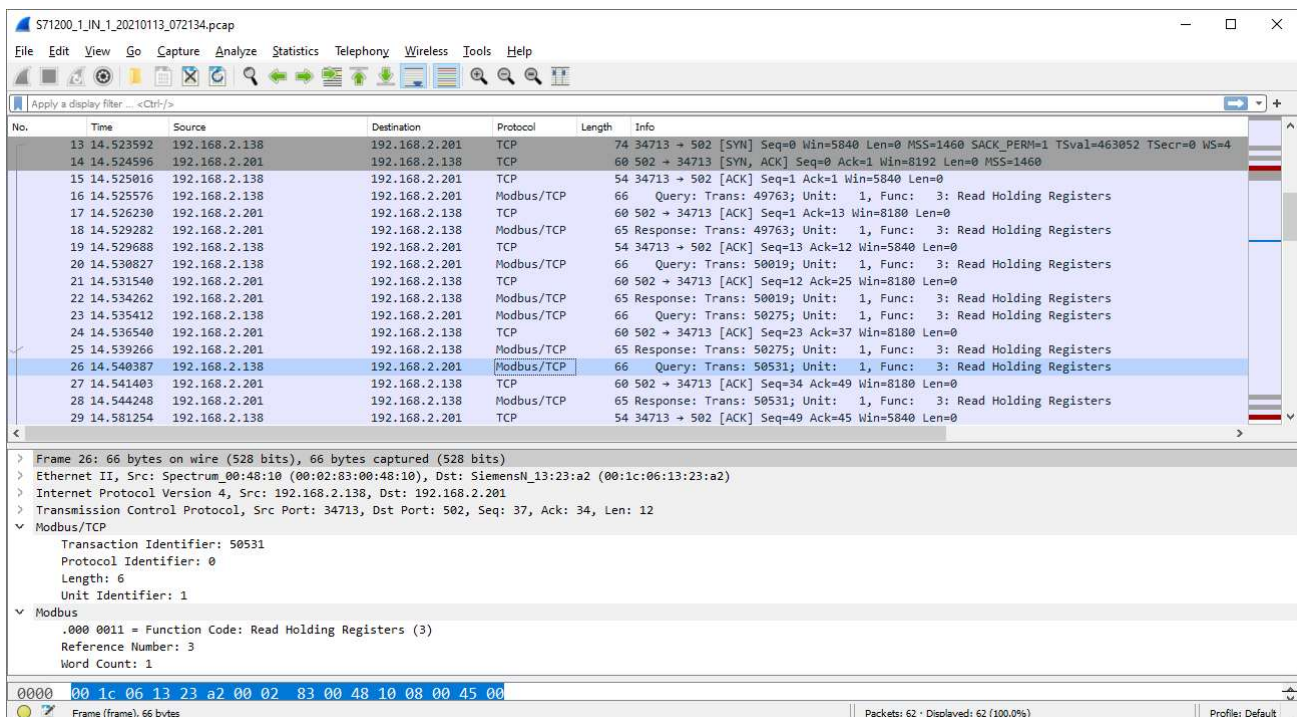 S71200_1_IN_1_20210113_072134.pcap
File Edit View Go Capture Analyze Statistics Telephony Wireless Tools Help
Apply a display filter ... <Ctrl-/>
No. Time Source Destination Protocol Length Info
13 14.523592 192.168.2.138 192.168.2.201 TCP 74 34713 → 502 [SYN] Seq=0 Win=5840 Len=0 MSS=1460 SACK_PERM=1 TSval=463052 TSecr=0 WS=4
14 14.524596 192.168.2.201 192.168.2.138 TCP 60 502 → 34713 [SYN, ACK] Seq=0 Ack=1 Win=8192 Len=0 MSS=1460
15 14.525016 192.168.2.138 192.168.2.201 TCP 54 34713 → 502 [ACK] Seq=1 Ack=1 Win=5840 Len=0
16 14.525576 192.168.2.138 192.168.2.201 Modbus/TCP 66 Query: Trans: 49763; Unit: 1, Func: 3: Read Holding Registers
17 14.526230 192.168.2.201 192.168.2.138 TCP 60 502 → 34713 [ACK] Seq=1 Ack=13 Win=8180 Len=0
18 14.529282 192.168.2.201 192.168.2.138 Modbus/TCP 65 Response: Trans: 49763; Unit: 1, Func: 3: Read Holding Registers
19 14.529688 192.168.2.138 192.168.2.201 TCP 54 34713 → 502 [ACK] Seq=13 Ack=12 Win=5840 Len=0
20 14.530827 192.168.2.138 192.168.2.201 Modbus/TCP 66 Query: Trans: 50019; Unit: 1, Func: 3: Read Holding Registers
21 14.531540 192.168.2.201 192.168.2.138 TCP 60 502 → 34713 [ACK] Seq=12 Ack=25 Win=8180 Len=0
22 14.534262 192.168.2.201 192.168.2.138 Modbus/TCP 65 Response: Trans: 50019; Unit: 1, Func: 3: Read Holding Registers
23 14.535412 192.168.2.138 192.168.2.201 Modbus/TCP 66 Query: Trans: 50275; Unit: 1, Func: 3: Read Holding Registers
24 14.536540 192.168.2.201 192.168.2.138 TCP 60 502 → 34713 [ACK] Seq=23 Ack=37 Win=8180 Len=0
25 14.539266 192.168.2.201 192.168.2.138 Modbus/TCP 65 Response: Trans: 50275; Unit: 1, Func: 3: Read Holding Registers
26 14.540387 192.168.2.138 192.168.2.201 Modbus/TCP 66 Query: Trans: 50531; Unit: 1, Func: 3: Read Holding Registers
27 14.541403 192.168.2.201 192.168.2.138 TCP 60 502 → 34713 [ACK] Seq=34 Ack=49 Win=8180 Len=0
28 14.544248 192.168.2.201 192.168.2.138 Modbus/TCP 65 Response: Trans: 50531; Unit: 1, Func: 3: Read Holding Registers
29 14.581254 192.168.2.138 192.168.2.201 TCP 54 34713 → 502 [ACK] Seq=49 Ack=45 Win=5840 Len=0
Frame 26: 66 bytes on wire (528 bits), 66 bytes captured (528 bits)
Ethernet II, Src: Spectrum_00:48:10 (00:02:83:00:48:10), Dst: SiemensN_13:23:a2 (00:1c:06:13:23:a2)
Internet Protocol Version 4, Src: 192.168.2.138, Dst: 192.168.2.201
Transmission Control Protocol, Src Port: 34713, Dst Port: 502, Seq: 37, Ack: 34, Len: 12
Modbus/TCP
Transaction Identifier: 50531
Protocol Identifier: 0
Length: 6
Unit Identifier: 1
Modbus
.000 0011 = Function Code: Read Holding Registers (3)
Reference Number: 3
Word Count: 1
0000 00 1c 06 13 23 a2 00 02 83 00 48 10 08 00 45 00
Frame (frame), 66 bytes Packets: 62 · Displayed: 62 (100.0%) Profile: Default